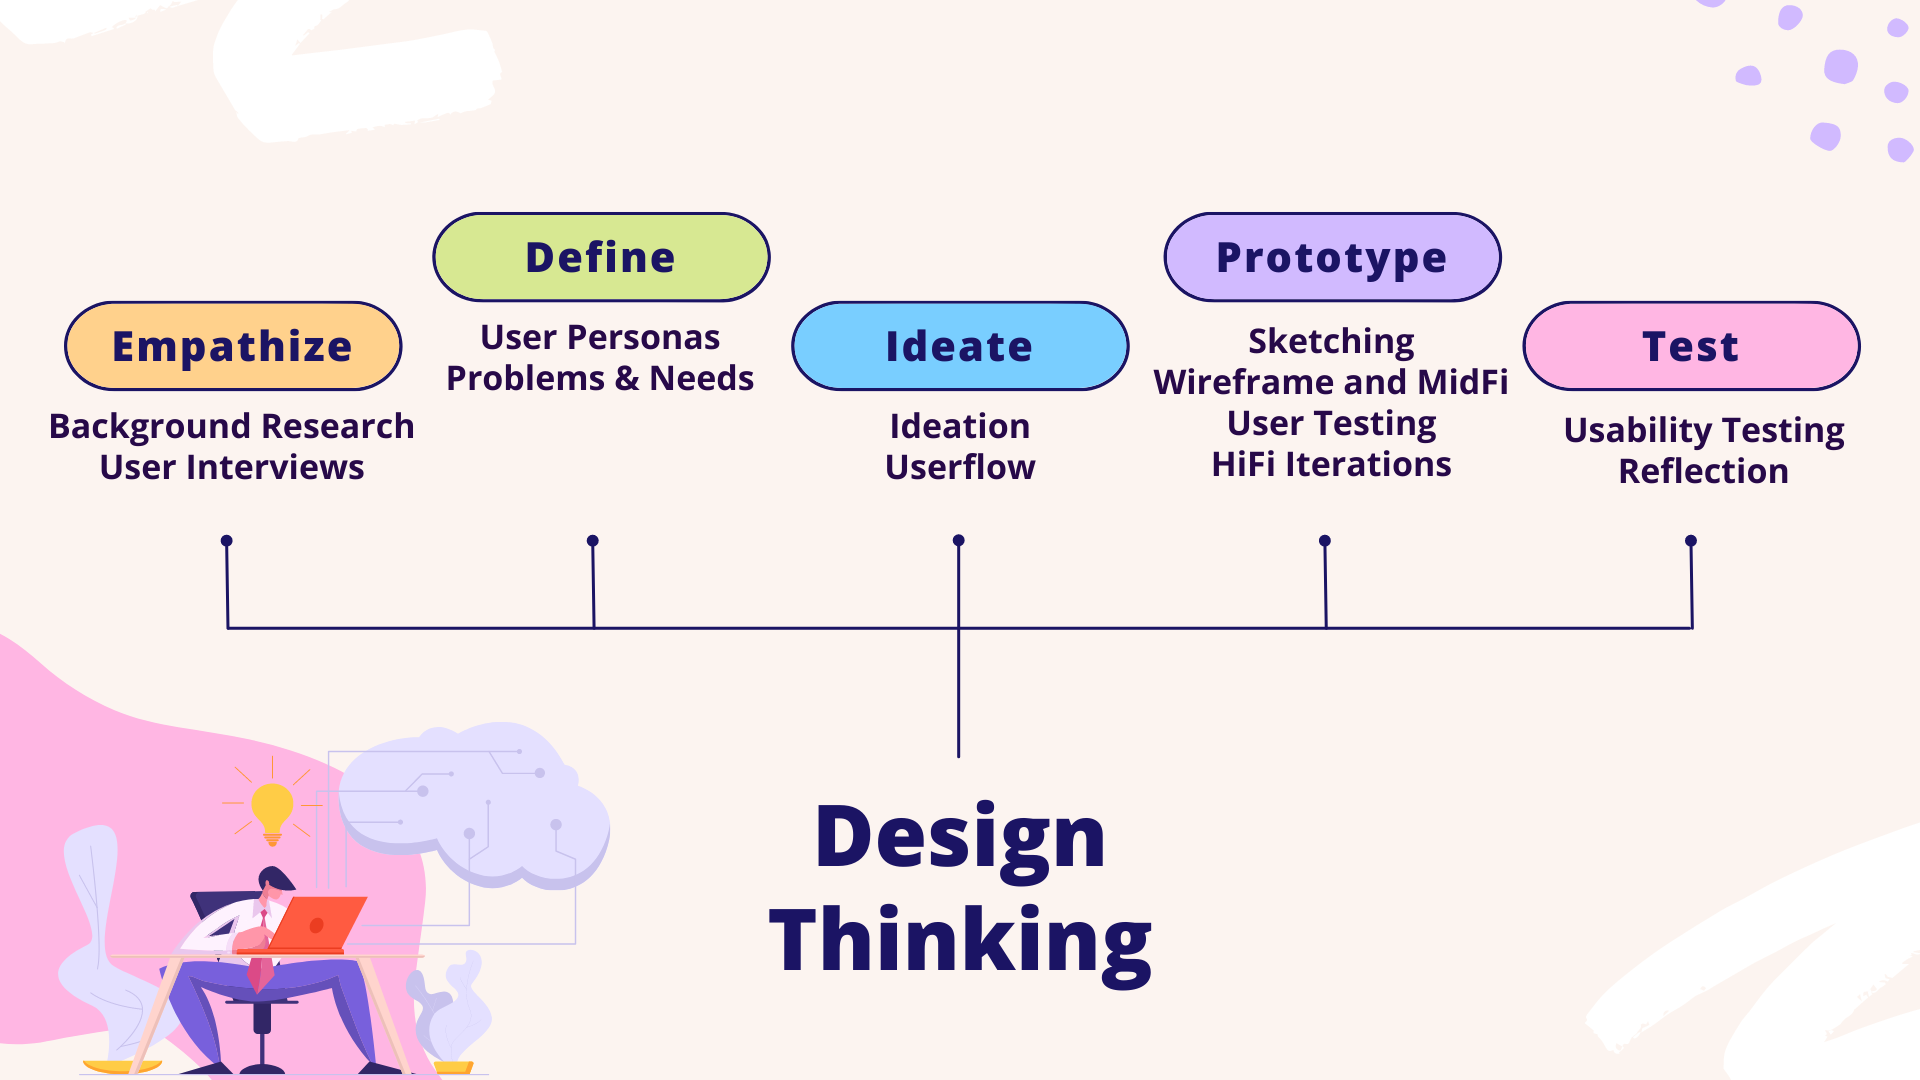 Empathize
Background Research
User Interviews
Define
User Personas
Problems & Needs
Ideate
Ideation
Userflow
Prototype
Sketching
Wireframe and MidFi
User Testing
HiFi Iterations
Test
Usability Testing
Reflection
Design
Thinking